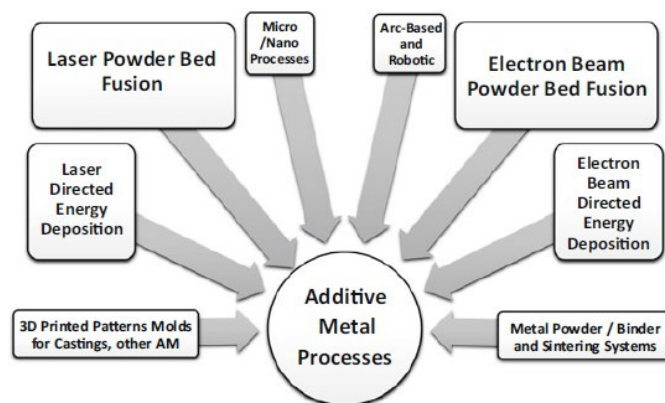 Laser Powder Bed
Fusion
Micro
/Nano
Processes
Arc-Based
and
Robotic
Electron Beam
Powder Bed Fusion
Laser
Directed
Energy
Deposition
Electron
Beam
Directed
Energy
Deposition
3D Printed Patterns Molds
for Castings, other AM
Additive
Metal
Processes
Metal Powder / Binder
and Sintering Systems